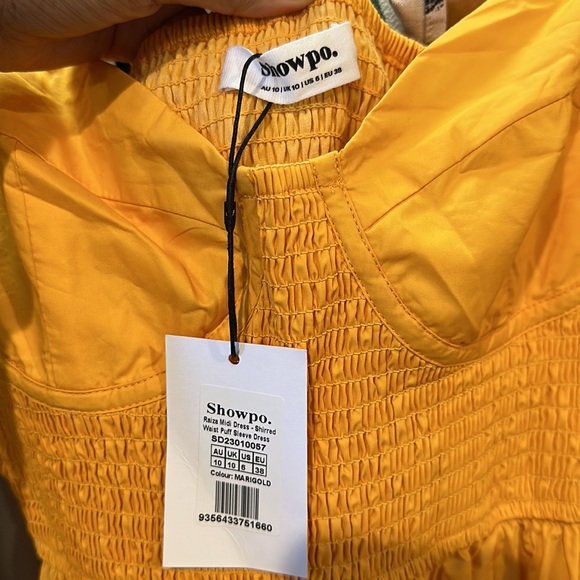 Showpo.
AU 10 | UK 10 | US 6 | EU 38
Showpo.
Raiza Midi Dress - Shirred
Waist Puff Sleeve Dress
SD23010057
AU UK US EU
10 10 6 38
Colour: MARIGOLD
9356433751660